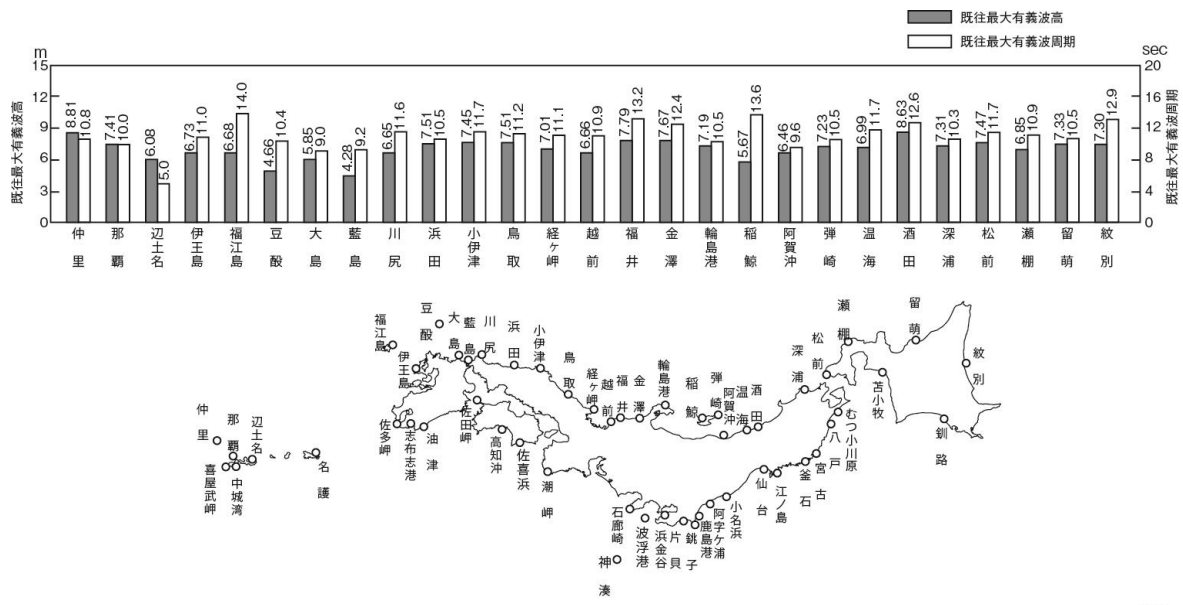 既往最大有義波高
既往最大有義波周期
m
sec
15
12
9
6
3
0
20
16
12
8
4
0
既往最大有義波高
既往最大有義波周期
8.81 10.8
7.41 10.0
6.08 5.0
6.73 11.0
6.68 14.0
4.66 10.4
5.85 9.0
4.28 9.2
6.65 11.6
7.51 10.5
7.45 11.7
7.51 11.2
7.01 11.1
6.66 10.9
7.79 13.2
7.67 12.4
7.19 10.5
5.67 13.6
6.46 9.6
7.23 10.5
6.99 11.7
8.63 12.6
7.31 10.3
7.47 11.7
6.85 10.9
7.33 10.5
7.30 12.9
仲里
那覇
辺土名
伊王島
福江島
豆酘
大島
藍島
川尻
浜田
小伊津
鳥取
経ヶ岬
越前
福井
金澤
輪島港
稲鯨
阿賀沖
弾崎
温海
酒田
深浦
松前
瀬棚
留萌
紋別
福江島
伊王島
豆酘
大島
藍島
川尻
浜田
小伊津
鳥取
経ヶ岬
越前
福井
金澤
輪島港
稲鯨
弾崎
阿賀沖
温海
酒田
深浦
松前
瀬棚
留萌
紋別
苫小牧
釧路
むつ小川原
八戸
宮古
釜石
江ノ島
仙台
小名浜
阿字ケ浦
鹿島港
銚子
片貝
浜金谷
波浮港
石廊崎
神湊
潮岬
佐喜浜
高知沖
佐田岬
油津
志布志港
佐多岬
仲里
那覇
辺土名
喜屋武岬
中城湾
名護